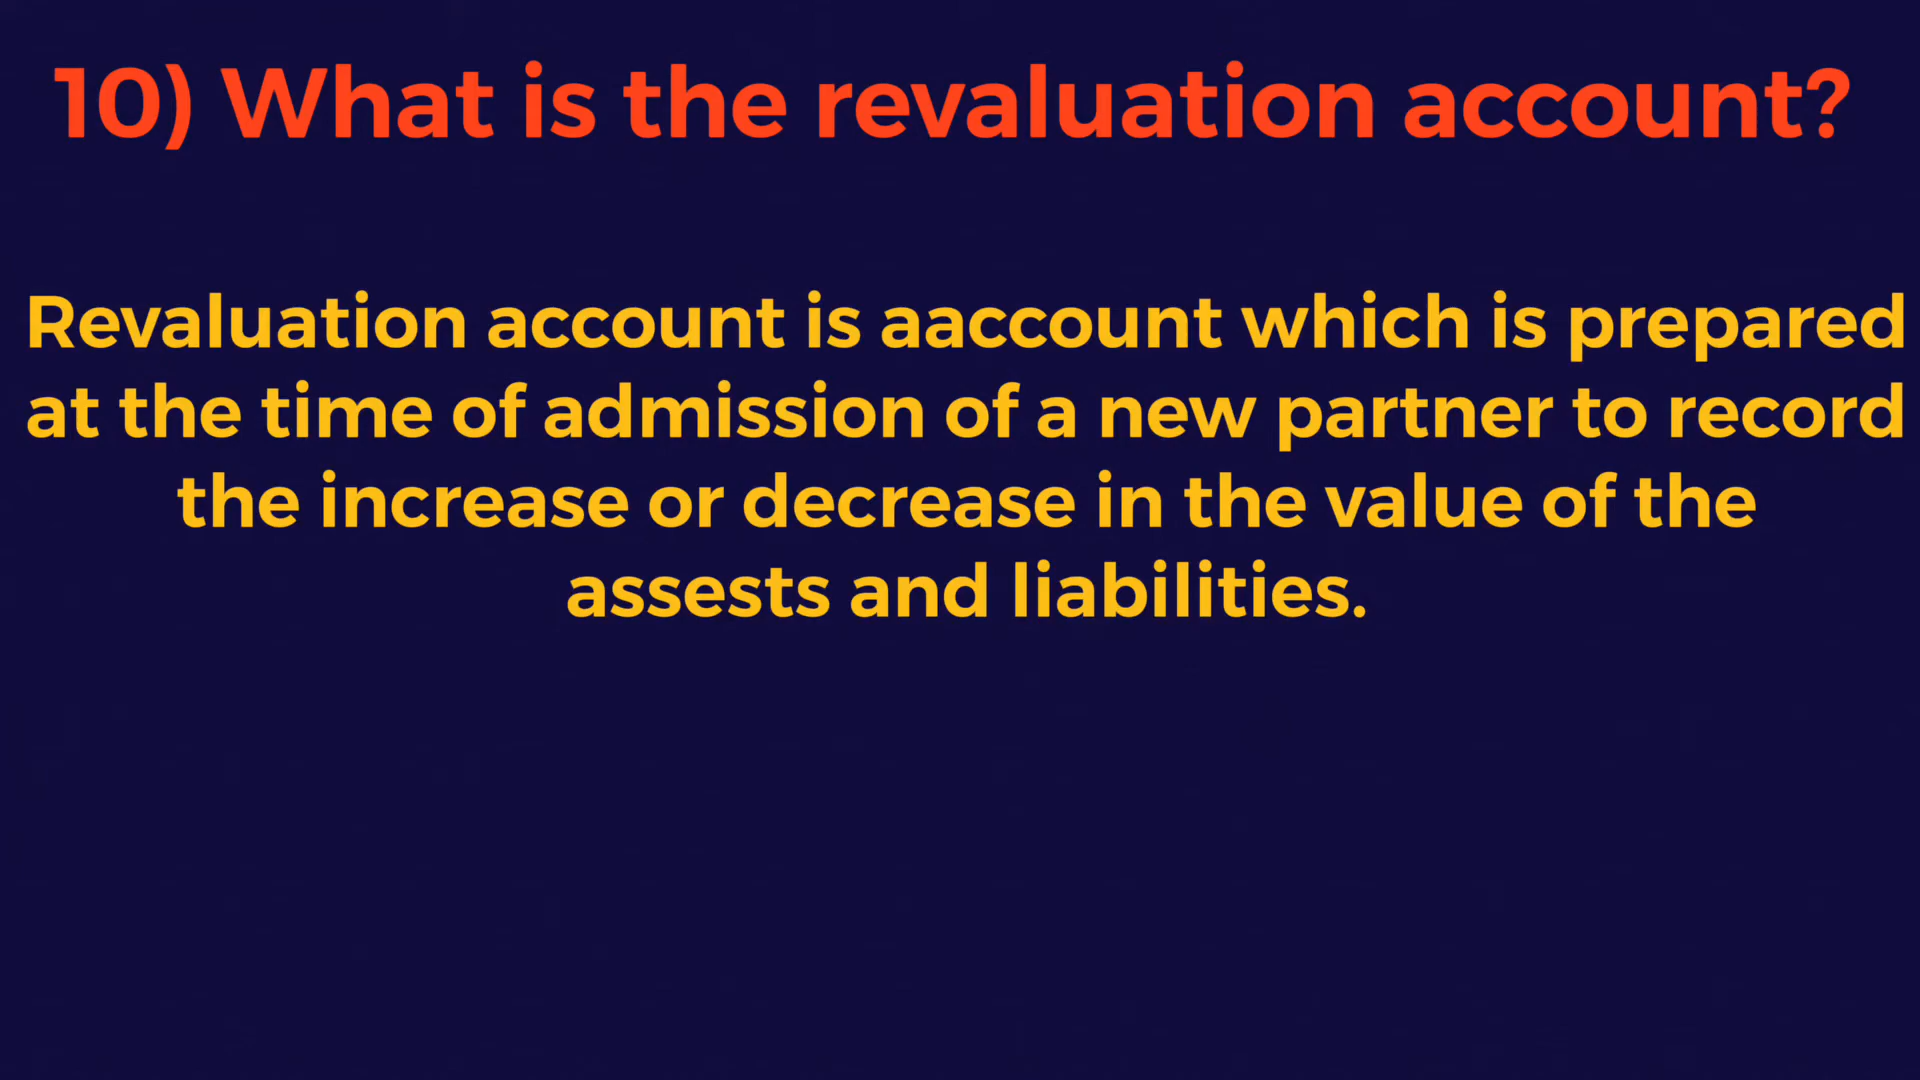 10) What is the revaluation account?
Revaluation account is aaccount which is prepared
at the time of admission of a new partner to record
the increase or decrease in the value of the
assests and liabilities.